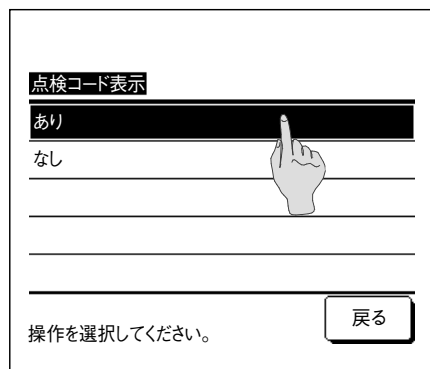 点検コード表示
あり
なし
操作を選択してください。
戻る